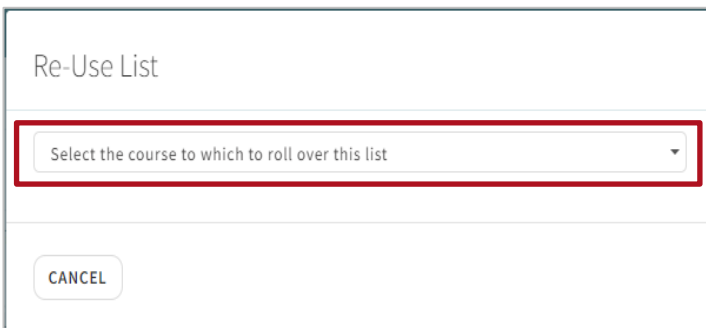 Re-Use List
Select the course to which to roll over this list
CANCEL